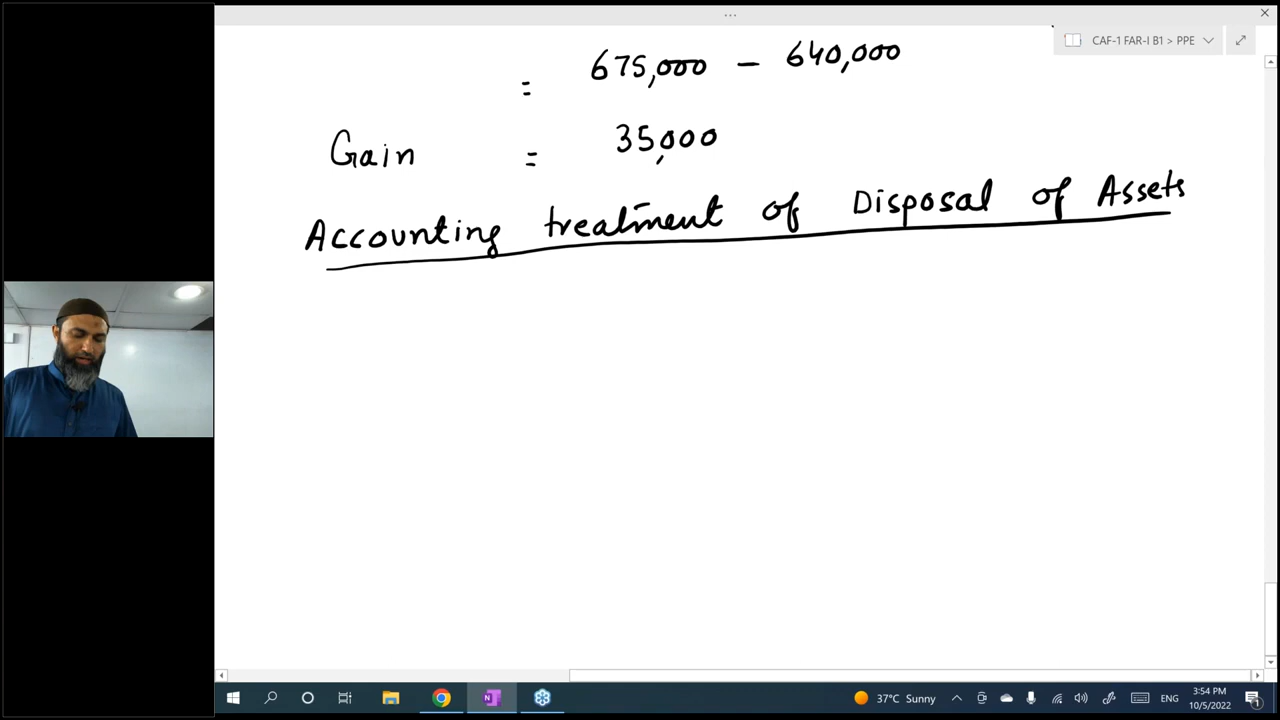 CAF-1 FAR-I B1 > PPE
= 675,000 - 640,000
Gain = 35,000
Accounting treatment of Disposal of Assets
37°C Sunny
ENG
3:54 PM
10/5/2022
1